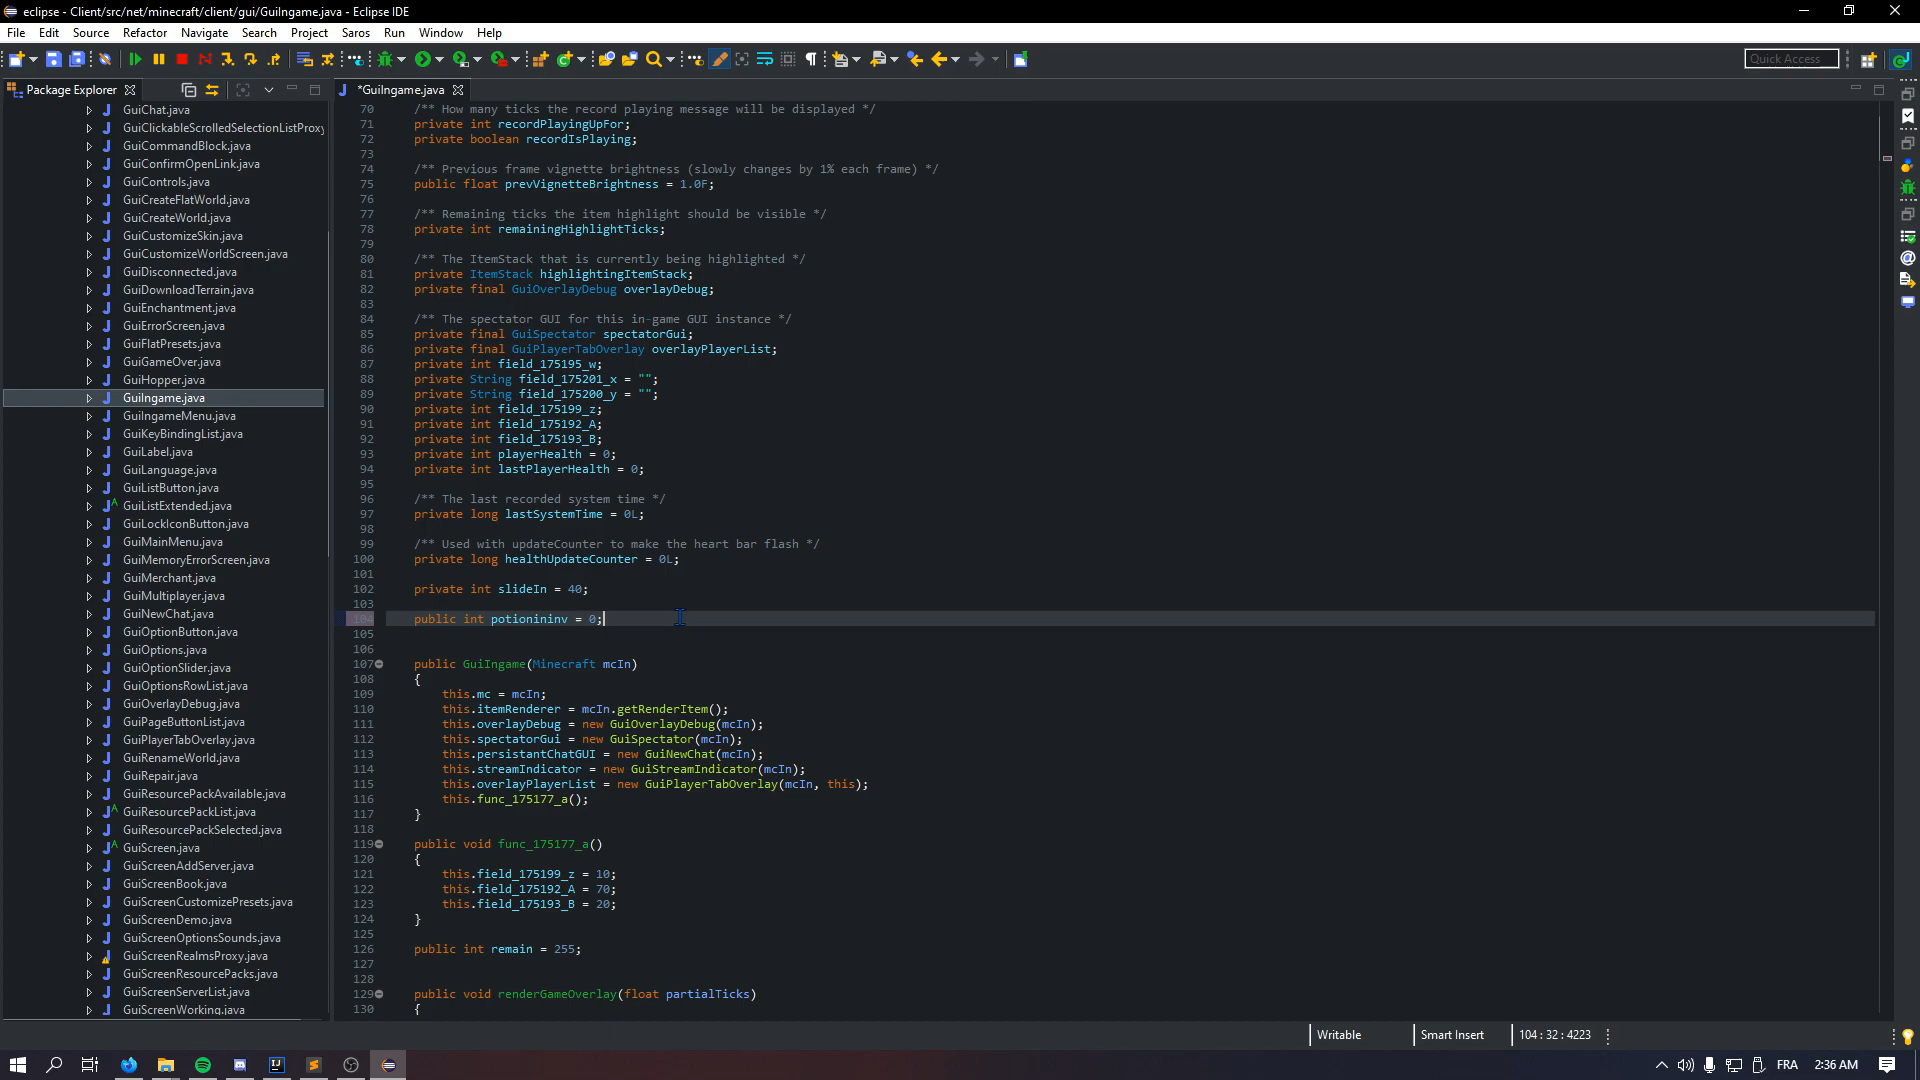 eclipse - Client/src/net/minecraft/client/gui/GuiIngame.java - Eclipse IDE
File Edit Source Refactor Navigate Search Project Saros Run Window Help
Quick Access
Package Explorer
*GuiIngame.java
GuiChat.java
GuiClickableScrolledSelectionListProxy
GuiCommandBlock.java
GuiConfirmOpenLink.java
GuiControls.java
GuiCreateFlatWorld.java
GuiCreateWorld.java
GuiCustomizeSkin.java
GuiCustomizeWorldScreen.java
GuiDisconnected.java
GuiDownloadTerrain.java
GuiEnchantment.java
GuiErrorScreen.java
GuiFlatPresets.java
GuiGameOver.java
GuiHopper.java
GuiIngame.java
GuiIngameMenu.java
GuiKeyBindingList.java
GuiLabel.java
GuiLanguage.java
GuiListButton.java
GuiListExtended.java
GuiLockIconButton.java
GuiMainMenu.java
GuiMemoryErrorScreen.java
GuiMerchant.java
GuiMultiplayer.java
GuiNewChat.java
GuiOptionButton.java
GuiOptions.java
GuiOptionSlider.java
GuiOptionsRowList.java
GuiOverlayDebug.java
GuiPageButtonList.java
GuiPlayerTabOverlay.java
GuiRenameWorld.java
GuiRepair.java
GuiResourcePackAvailable.java
GuiResourcePackList.java
GuiResourcePackSelected.java
GuiScreen.java
GuiScreenAddServer.java
GuiScreenBook.java
GuiScreenCustomizePresets.java
GuiScreenDemo.java
GuiScreenOptionsSounds.java
GuiScreenRealmsProxy.java
GuiScreenResourcePacks.java
GuiScreenServerList.java
GuiScreenWorking.java
70 /** How many ticks the record playing message will be displayed */
71 private int recordPlayingUpFor;
72 private boolean recordIsPlaying;
73
74 /** Previous frame vignette brightness (slowly changes by 1% each frame) */
75 public float prevVignetteBrightness = 1.0F;
76
77 /** Remaining ticks the item highlight should be visible */
78 private int remainingHighlightTicks;
79
80 /** The ItemStack that is currently being highlighted */
81 private ItemStack highlightingItemStack;
82 private final GuiOverlayDebug overlayDebug;
83
84 /** The spectator GUI for this in-game GUI instance */
85 private final GuiSpectator spectatorGui;
86 private final GuiPlayerTabOverlay overlayPlayerList;
87 private int field_175195_w;
88 private String field_175201_x = "";
89 private String field_175200_y = "";
90 private int field_175199_z;
91 private int field_175192_A;
92 private int field_175193_B;
93 private int playerHealth = 0;
94 private int lastPlayerHealth = 0;
95
96 /** The last recorded system time */
97 private long lastSystemTime = 0L;
98
99 /** Used with updateCounter to make the heart bar flash */
100 private long healthUpdateCounter = 0L;
101
102 private int slideIn = 40;
103
104 public int potionininv = 0;
105
106
107 public GuiIngame(Minecraft mcIn)
108 {
109 this.mc = mcIn;
110 this.itemRenderer = mcIn.getRenderItem();
111 this.overlayDebug = new GuiOverlayDebug(mcIn);
112 this.spectatorGui = new GuiSpectator(mcIn);
113 this.persistantChatGUI = new GuiNewChat(mcIn);
114 this.streamIndicator = new GuiStreamIndicator(mcIn);
115 this.overlayPlayerList = new GuiPlayerTabOverlay(mcIn, this);
116 this.func_175177_a();
117 }
118
119 public void func_175177_a()
120 {
121 this.field_175199_z = 10;
122 this.field_175192_A = 70;
123 this.field_175193_B = 20;
124 }
125
126 public int remain = 255;
127
128
129 public void renderGameOverlay(float partialTicks)
130 {
Writable Smart Insert 104 : 32 : 4223
FRA 2:36 AM